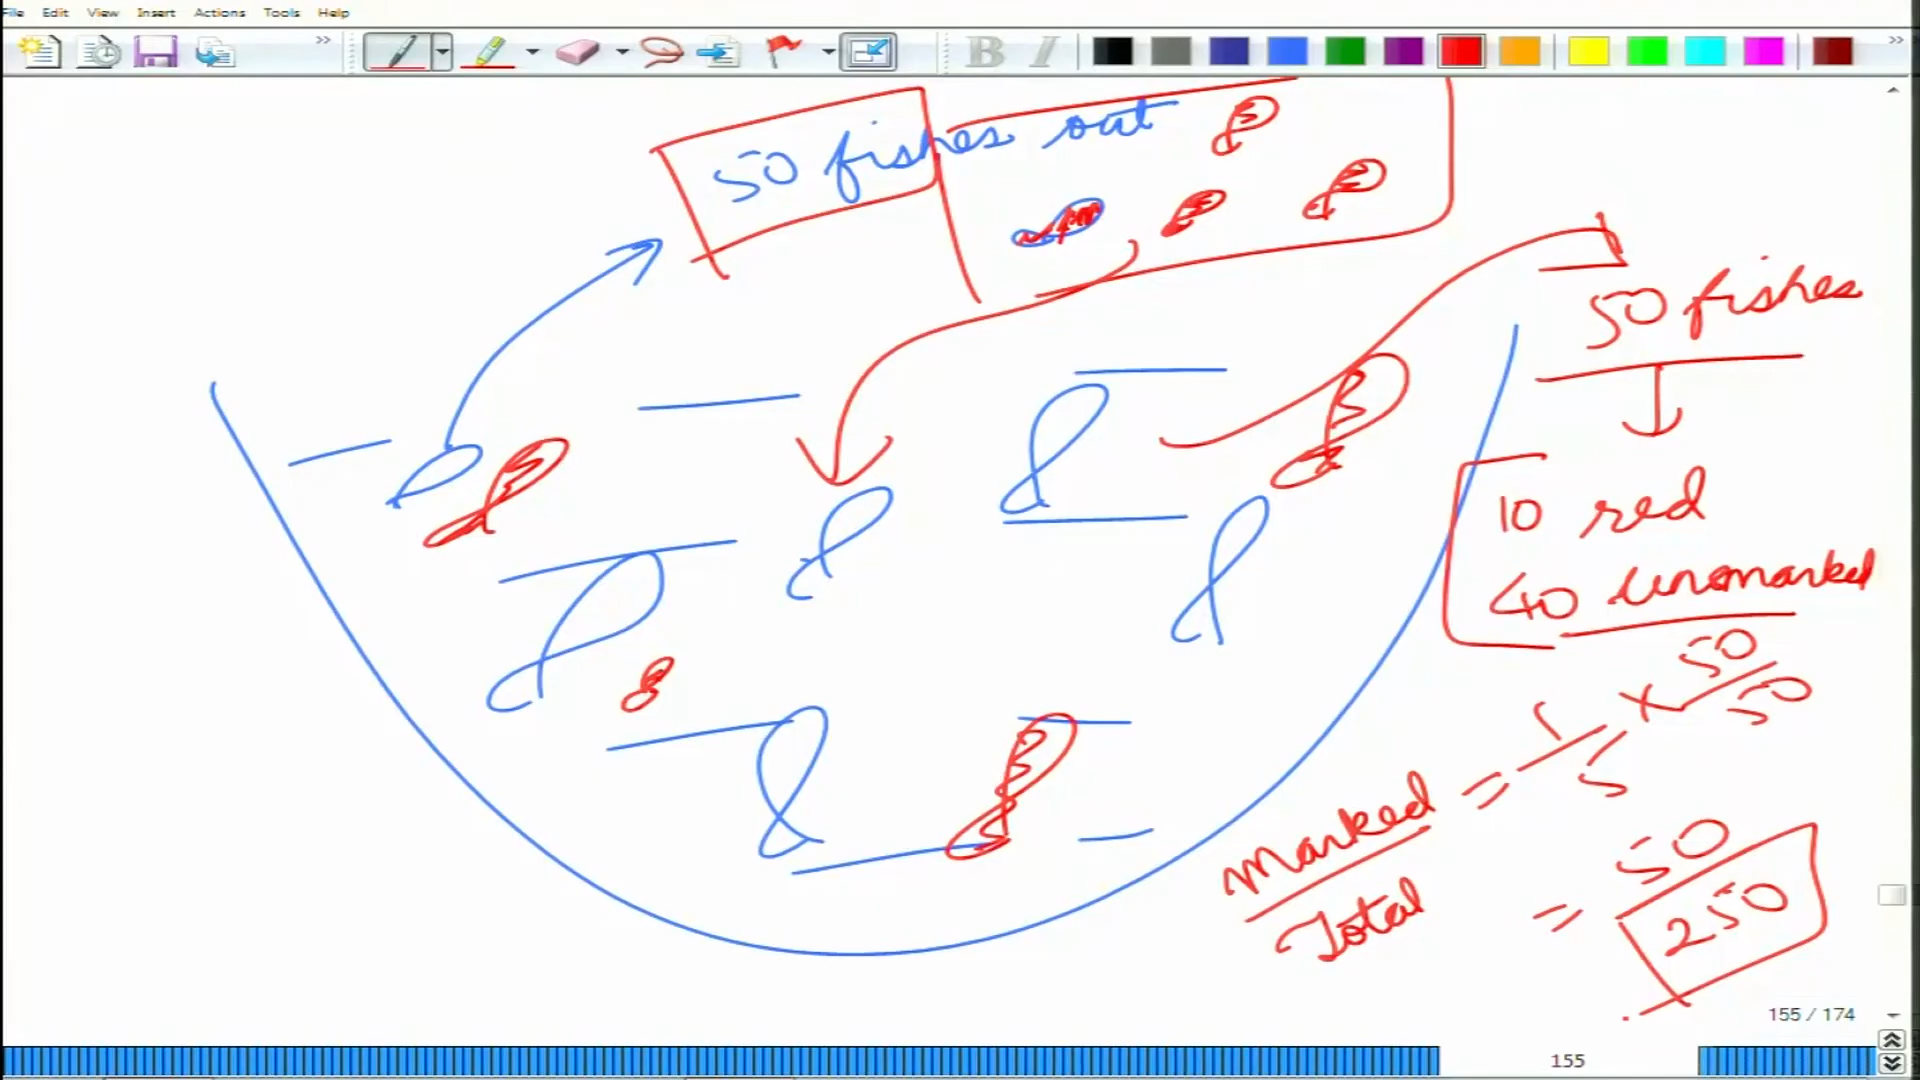 File Edit View Insert Actions Tools Help
B I
50 fishes out
50 fishes
10 red
40 unmarked
Marked / Total = 1/5 × 50/50
= 50/250
155 / 174
155